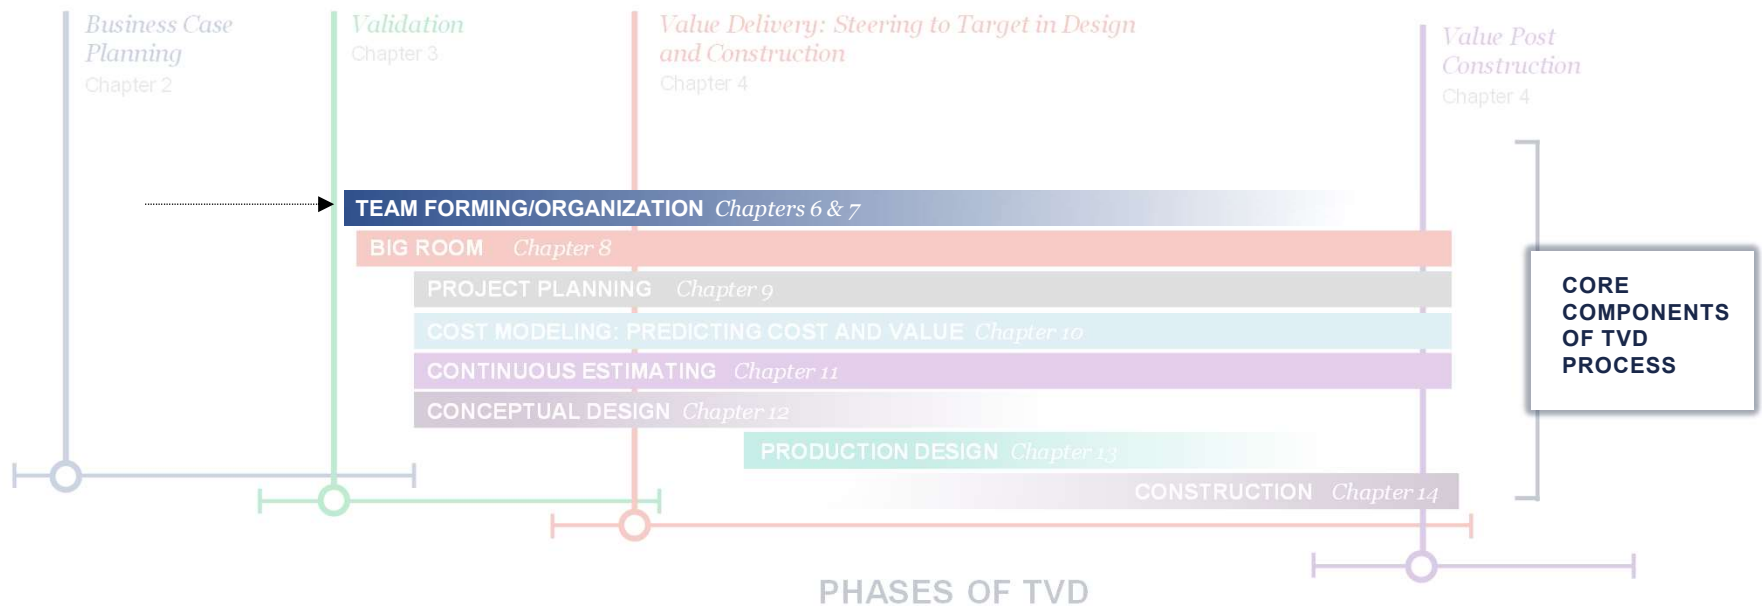 Business Case
Planning
Chapter 2
Validation
Chapter 3
Value Delivery: Steering to Target in Design
and Construction
Chapter 4
Value Post
Construction
Chapter 4
TEAM FORMING/ORGANIZATION Chapters 6 & 7
BIG ROOM Chapter 8
PROJECT PLANNING Chapter 9
COST MODELING: PREDICTING COST AND VALUE Chapter 10
CONTINUOUS ESTIMATING Chapter 11
CONCEPTUAL DESIGN Chapter 12
PRODUCTION DESIGN Chapter 13
CONSTRUCTION Chapter 14
CORE
COMPONENTS
OF TVD
PROCESS
PHASES OF TVD